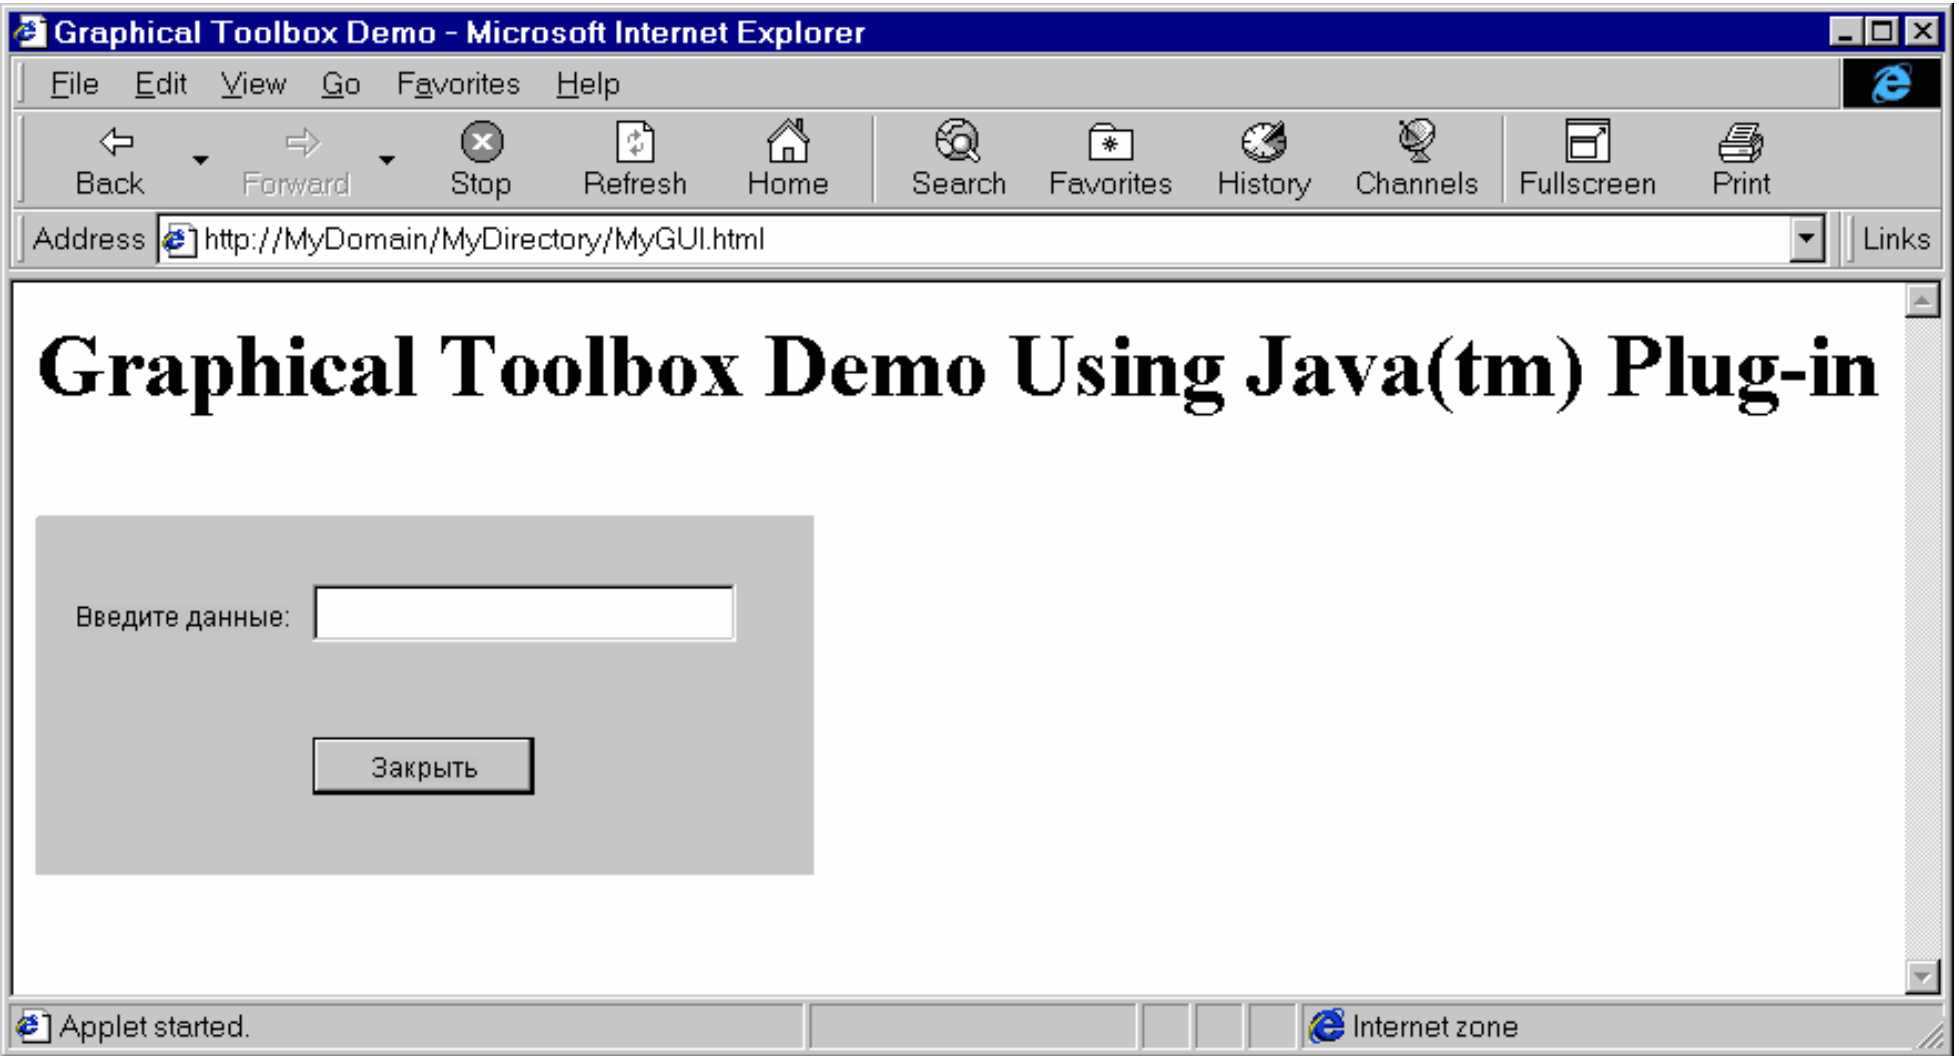 Graphical Toolbox Demo - Microsoft Internet Explorer
File Edit View Go Favorites Help
Back Forward Stop Refresh Home Search Favorites History Channels Fullscreen Print
Address http://MyDomain/MyDirectory/MyGUI.html Links
Graphical Toolbox Demo Using Java(tm) Plug-in
Введите данные:
Закрыть
Applet started. Internet zone